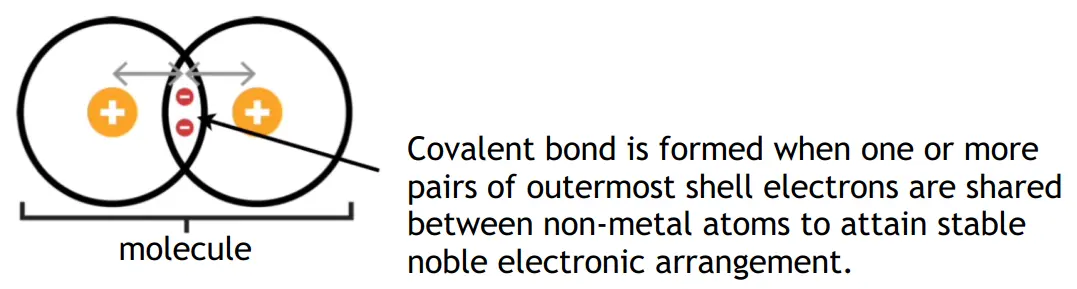 +
+
-
-
Covalent bond is formed when one or more
pairs of outermost shell electrons are shared
between non-metal atoms to attain stable
noble electronic arrangement.
molecule